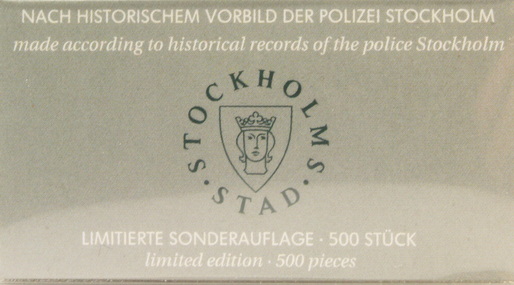 NACH HISTORISCHEM VORBILD DER POLIZEI STOCKHOLM
made according to historical records of the police Stockholm
STOCKHOLMS
· STAD ·
LIMITIERTE SONDERAUFLAGE · 500 STÜCK
limited edition · 500 pieces